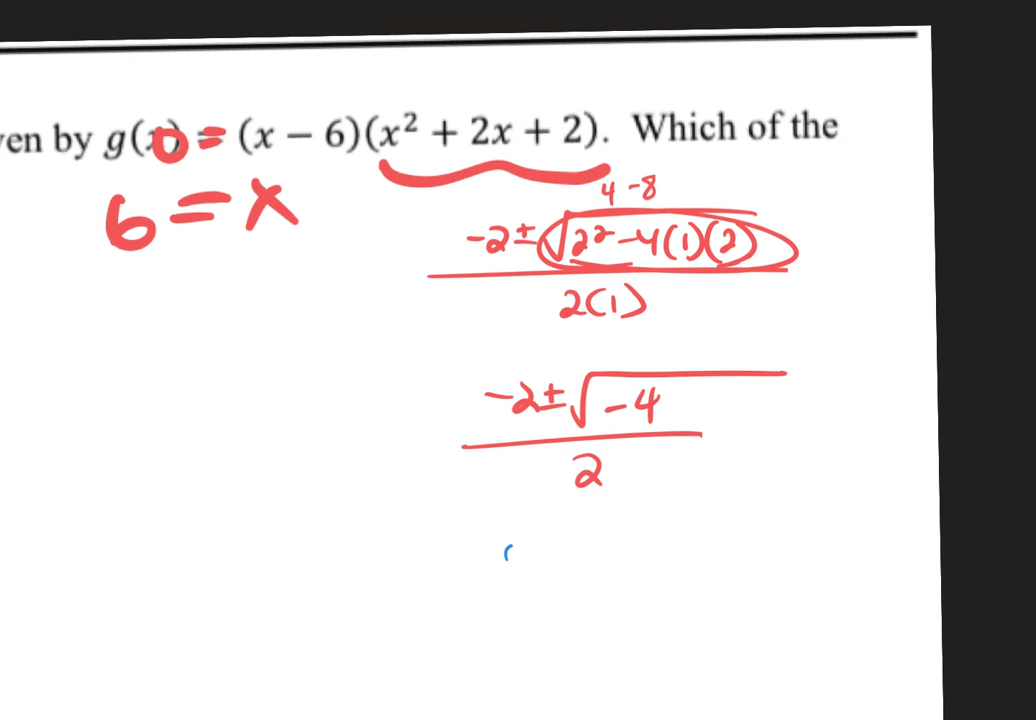 by g(0 = (x − 6)(x² + 2x + 2). Which of the
6 = x
4 -8
-2 ± √2² -4(1)(2)
2(1)
-2 ± √-4
2